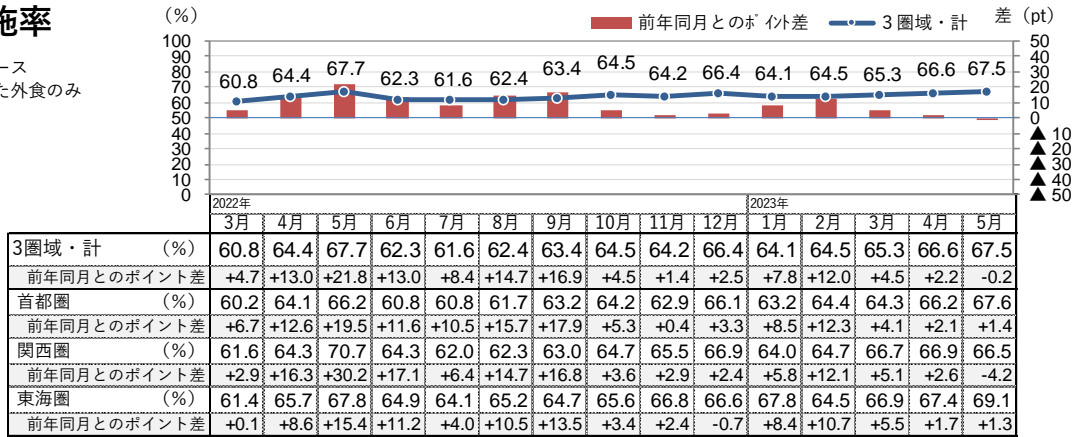 施率
ース
た外食のみ
(%)
前年同月とのポイント差 3圏域・計 差 (pt)
100 50
90 40
80 30
70 20
60 10
50 0
40 ▲ 10
30 ▲ 20
20 ▲ 30
10 ▲ 40
0 ▲ 50
60.8 64.4 67.7 62.3 61.6 62.4 63.4 64.5 64.2 66.4 64.1 64.5 65.3 66.6 67.5
2022年 2023年
3月 4月 5月 6月 7月 8月 9月 10月 11月 12月 1月 2月 3月 4月 5月
3圏域・計 (%) 60.8 64.4 67.7 62.3 61.6 62.4 63.4 64.5 64.2 66.4 64.1 64.5 65.3 66.6 67.5
前年同月とのポイント差 +4.7 +13.0 +21.8 +13.0 +8.4 +14.7 +16.9 +4.5 +1.4 +2.5 +7.8 +12.0 +4.5 +2.2 -0.2
首都圏 (%) 60.2 64.1 66.2 60.8 60.8 61.7 63.2 64.2 62.9 66.1 63.2 64.4 64.3 66.2 67.6
前年同月とのポイント差 +6.7 +12.6 +19.5 +11.6 +10.5 +15.7 +17.9 +5.3 +0.4 +3.3 +8.5 +12.3 +4.1 +2.1 +1.4
関西圏 (%) 61.6 64.3 70.7 64.3 62.0 62.3 63.0 64.7 65.5 66.9 64.0 64.7 66.7 66.9 66.5
前年同月とのポイント差 +2.9 +16.3 +30.2 +17.1 +6.4 +14.7 +16.8 +3.6 +2.9 +2.4 +5.8 +12.1 +5.1 +2.6 -4.2
東海圏 (%) 61.4 65.7 67.8 64.9 64.1 65.2 64.7 65.6 66.8 66.6 67.8 64.5 66.9 67.4 69.1
前年同月とのポイント差 +0.1 +8.6 +15.4 +11.2 +4.0 +10.5 +13.5 +3.4 +2.4 -0.7 +8.4 +10.7 +5.5 +1.7 +1.3